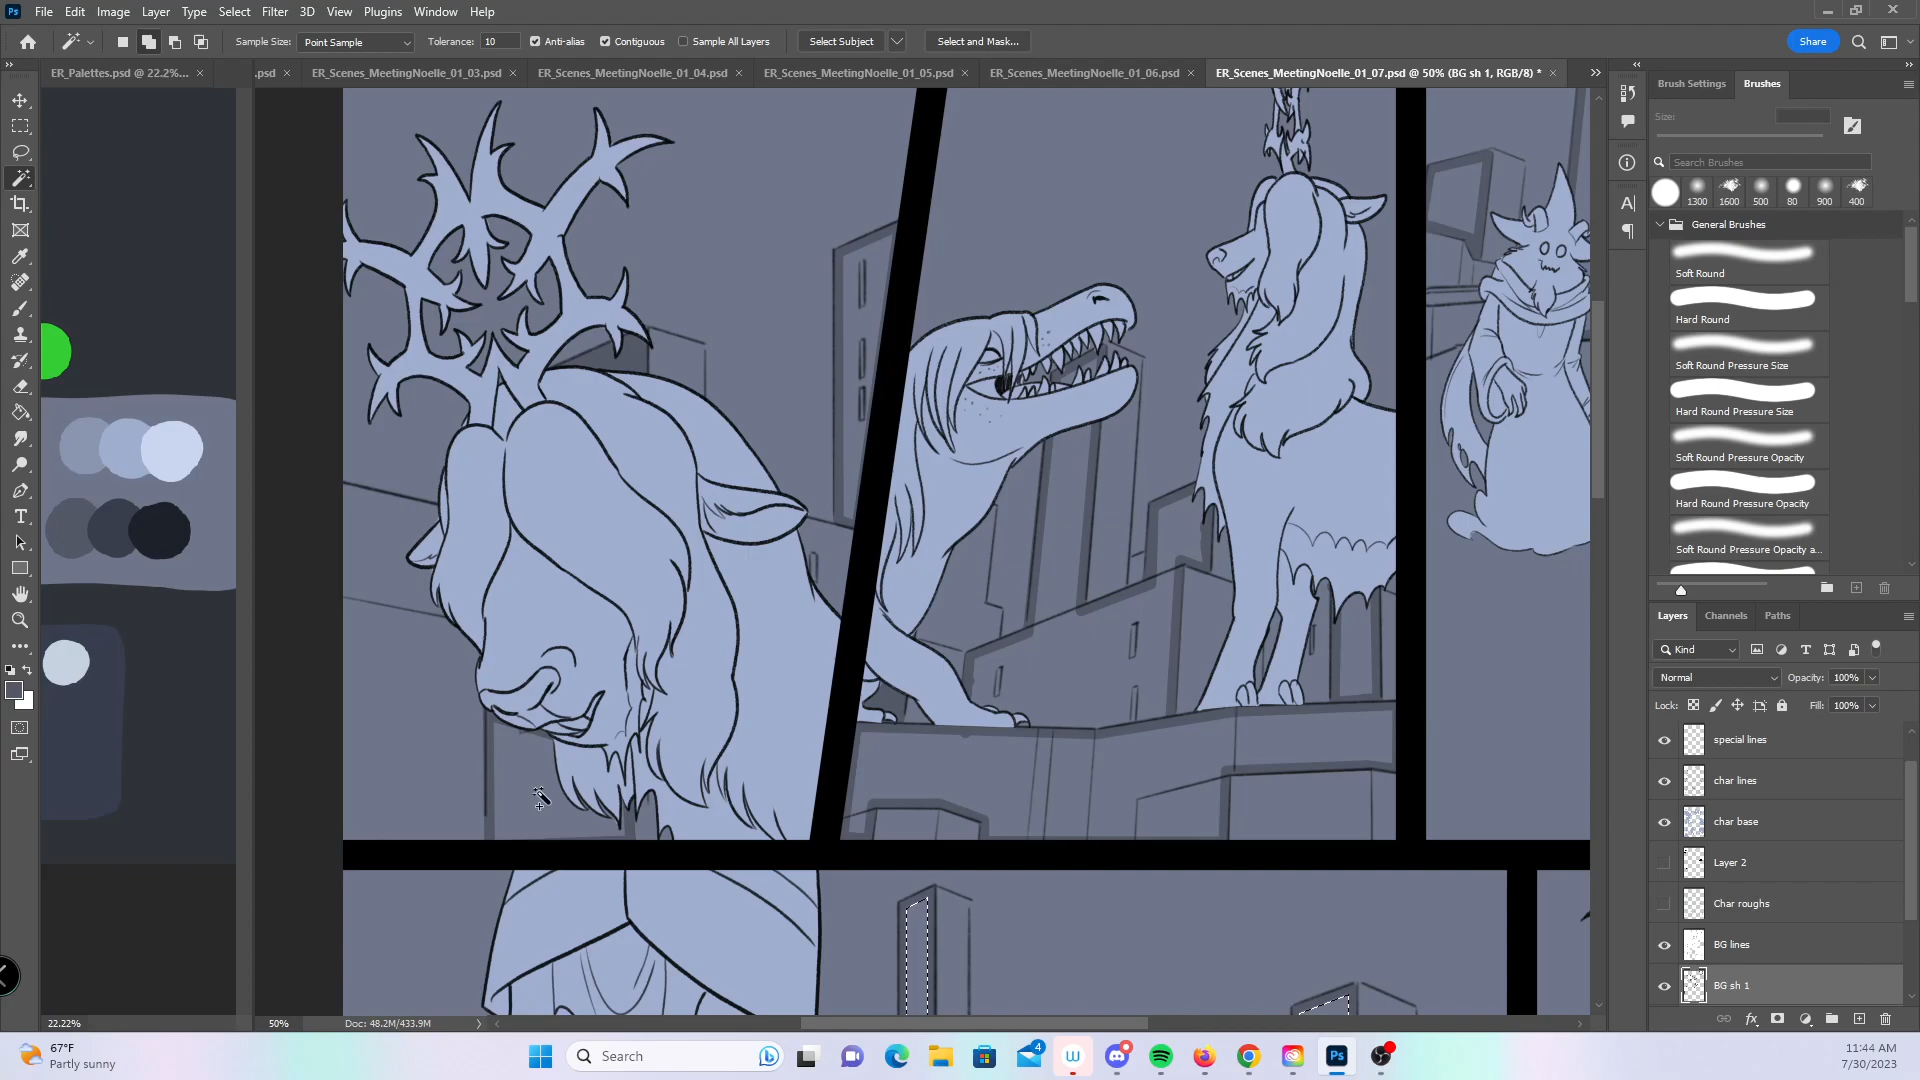 Ps File Edit Image Layer Type Select Filter 3D View Plugins Window Help
Sample Size: Point Sample Tolerance: 10 Anti-alias Contiguous Sample All Layers Select Subject Select and Mask... Share
ER_Palettes.psd @ 22.2%... × .psd × ER_Scenes_MeetingNoelle_01_03.psd × ER_Scenes_MeetingNoelle_01_04.psd × ER_Scenes_MeetingNoelle_01_05.psd × ER_Scenes_MeetingNoelle_01_06.psd × ER_Scenes_MeetingNoelle_01_07.psd @ 50% (BG sh 1, RGB/8) * ×
Brush Settings Brushes
Size:
Search Brushes
1300 1600 500 80 900 400
General Brushes
Soft Round
Hard Round
Soft Round Pressure Size
Hard Round Pressure Size
Soft Round Pressure Opacity
Hard Round Pressure Opacity
Soft Round Pressure Opacity a...
Layers Channels Paths
Kind
Normal Opacity: 100%
Lock: Fill: 100%
special lines
char lines
char base
Layer 2
Char roughs
BG lines
BG sh 1
22.22% 50% Doc: 48.2M/433.9M
67°F
Partly sunny
Search
4
Ps
11:44 AM
7/30/2023